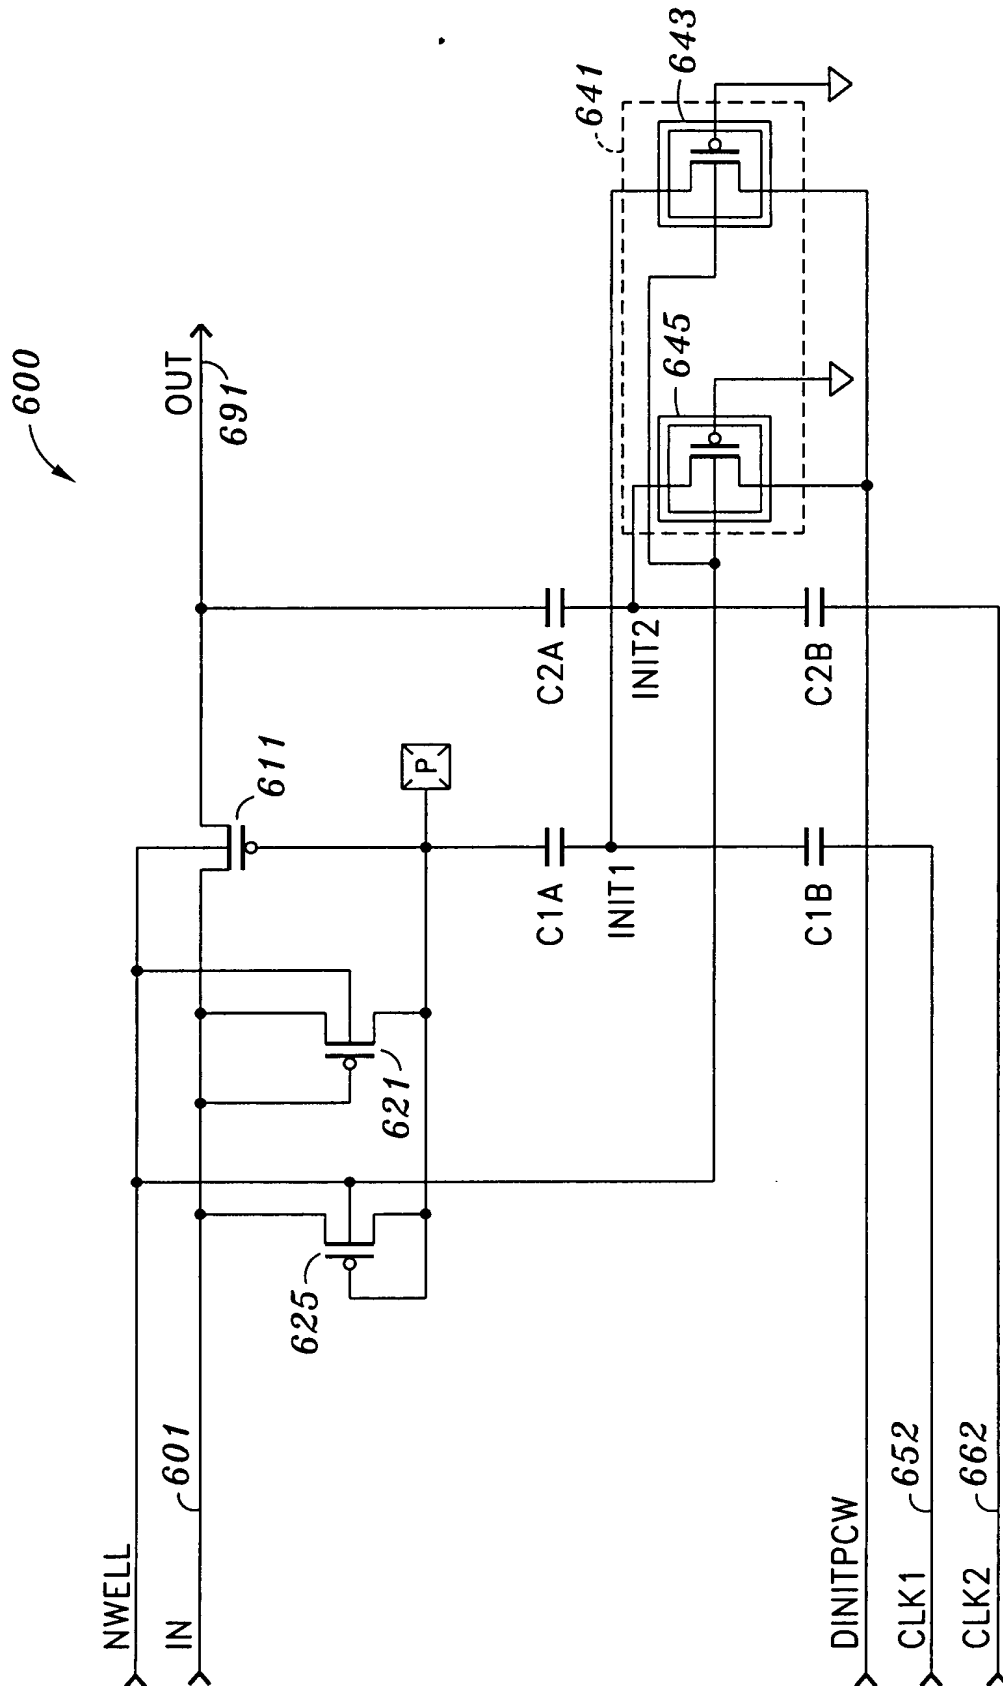 600
NWELL
IN
601
625
621
611
P
OUT
691
C1A
INIT1
C1B
C2A
INIT2
C2B
641
643
645
DINITPCW
CLK1
652
CLK2
662